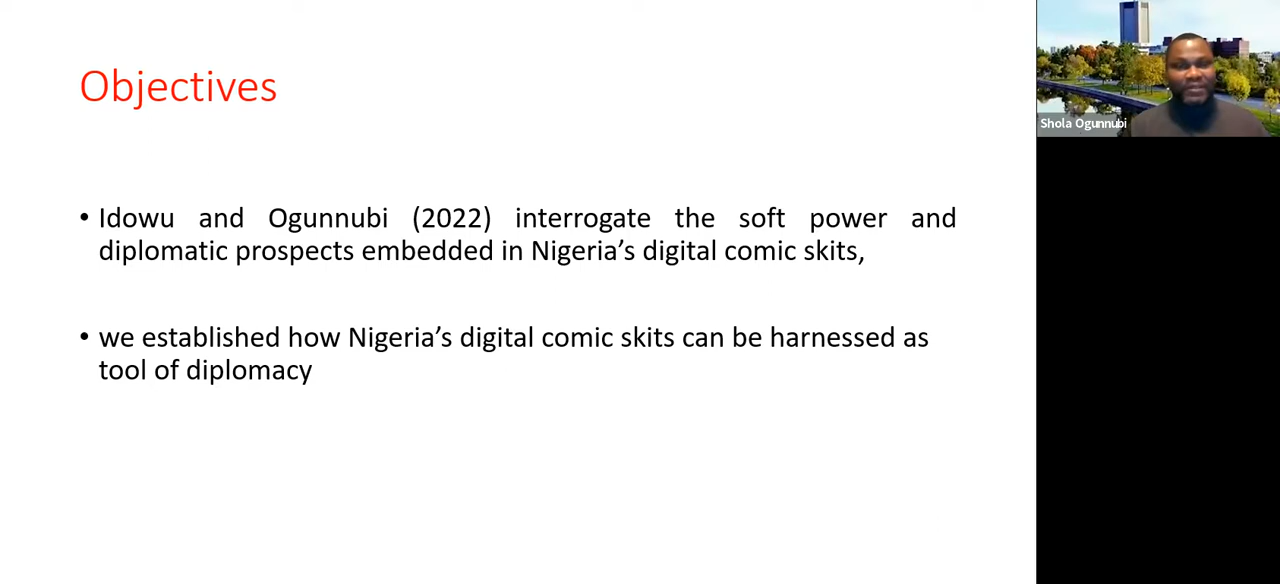 Objectives
• Idowu and Ogunnubi (2022) interrogate the soft power and
diplomatic prospects embedded in Nigeria’s digital comic skits,
• we established how Nigeria’s digital comic skits can be harnessed as
tool of diplomacy
Shola Ogunnubi